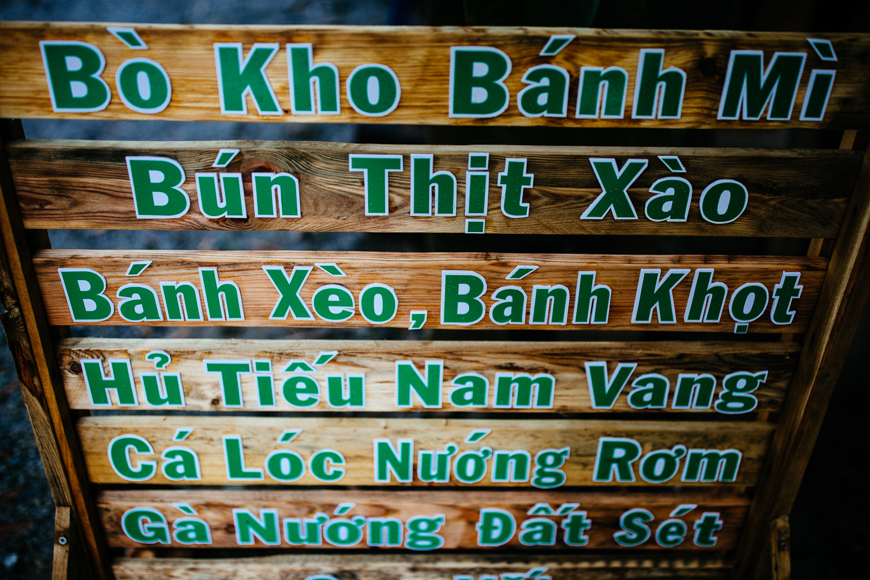 Bò Kho Bánh Mì
Bún Thịt Xào
Bánh Xèo, Bánh Khọt
Hủ Tiếu Nam Vang
Cá Lóc Nướng Rơm
Gà Nướng Đất Sét